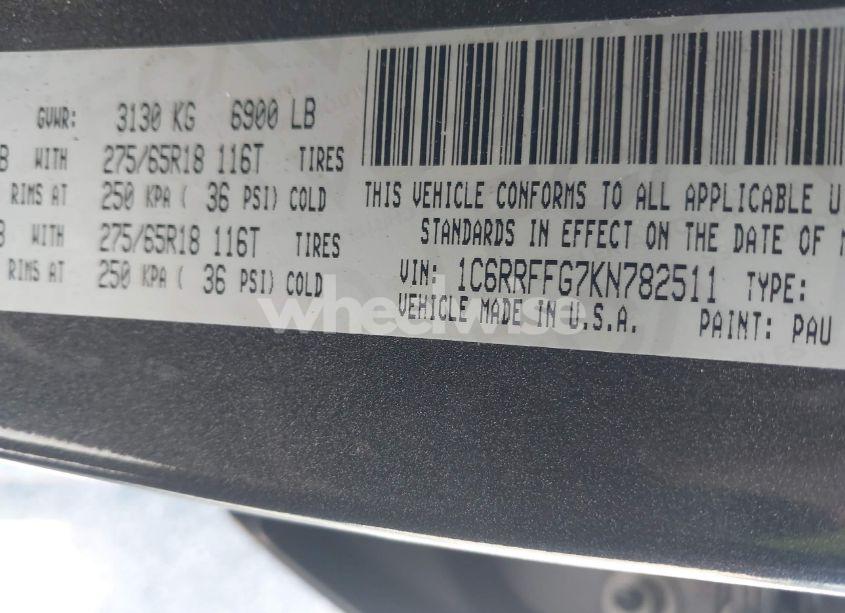 GVWR: 3130 KG 6900 LB
B WITH 275/65R18 116T TIRES
RIMS AT 250 KPA ( 36 PSI) COLD
B WITH 275/65R18 116T TIRES
RIMS AT 250 KPA ( 36 PSI) COLD
THIS VEHICLE CONFORMS TO ALL APPLICABLE U
STANDARDS IN EFFECT ON THE DATE OF M
VIN: 1C6RRFFG7KN782511 TYPE:
VEHICLE MADE IN U.S.A. PAINT: PAU
wheelwise